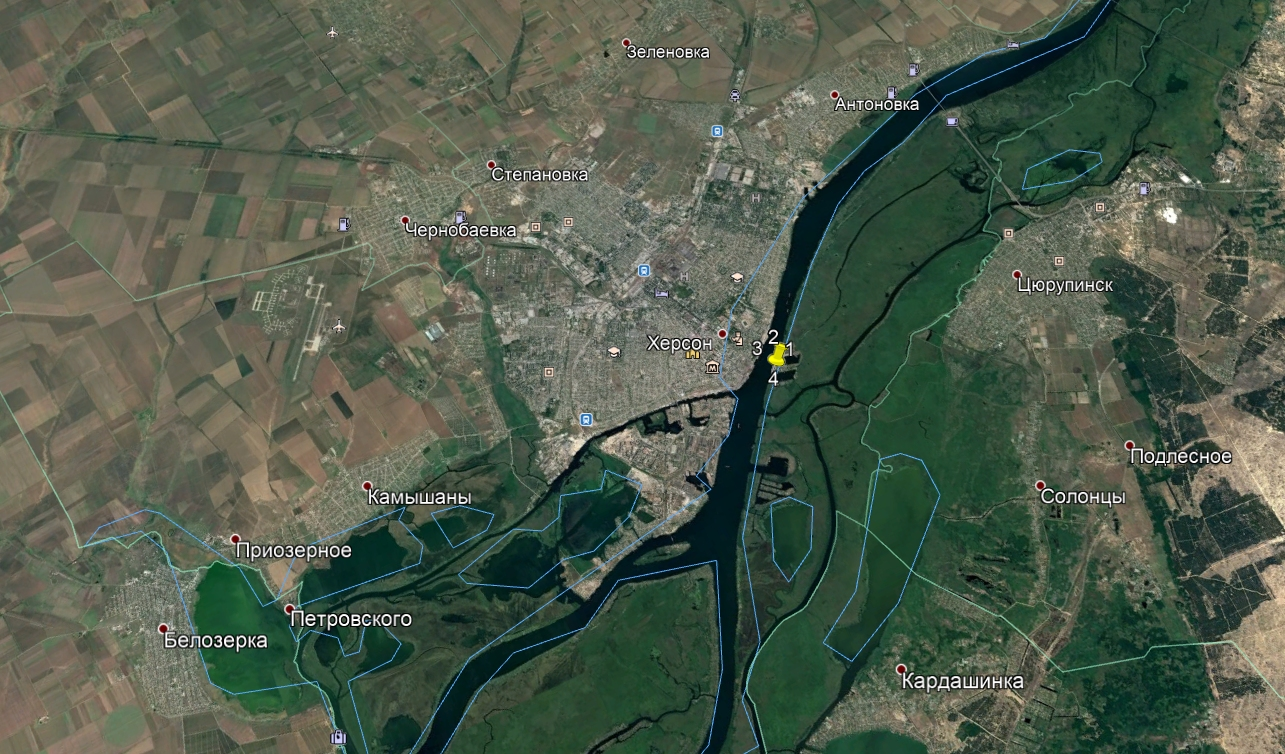 Зеленовка
Антоновка
Степановка
Чернобаевка
Цюрупинск
Херсон
2
3
1
4
Подлесное
Камышаны
Солонцы
Приозерное
Петровского
Белозерка
Кардашинка